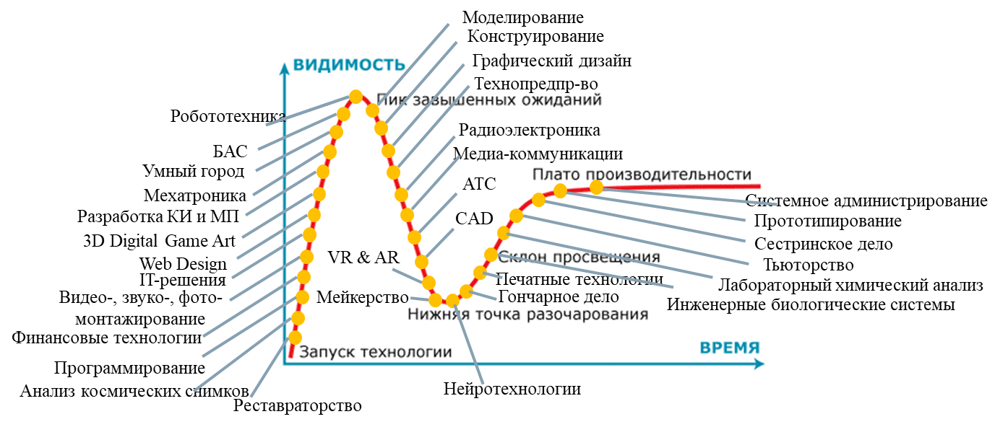 Моделирование
Конструирование
Графический дизайн
ВИДИМОСТЬ
Технопредпр-во
Пик завышенных ожиданий
Робототехника
Радиоэлектроника
БАС
Медиа-коммуникации
Умный город
Плато производительности
АТС
Мехатроника
Системное администрирование
Разработка КИ и МП
CAD
Прототипирование
3D Digital Game Art
Сестринское дело
VR & AR
Склон просвещения
Web Design
Тьюторство
IT-решения
Печатные технологии
Лабораторный химический анализ
Видео-, звуко-, фото-
монтажирование
Мейкерство
Гончарное дело
Инженерные биологические системы
Нижняя точка разочарования
Финансовые технологии
ВРЕМЯ
Запуск технологии
Программирование
Анализ космических снимков
Нейротехнологии
Реставраторство